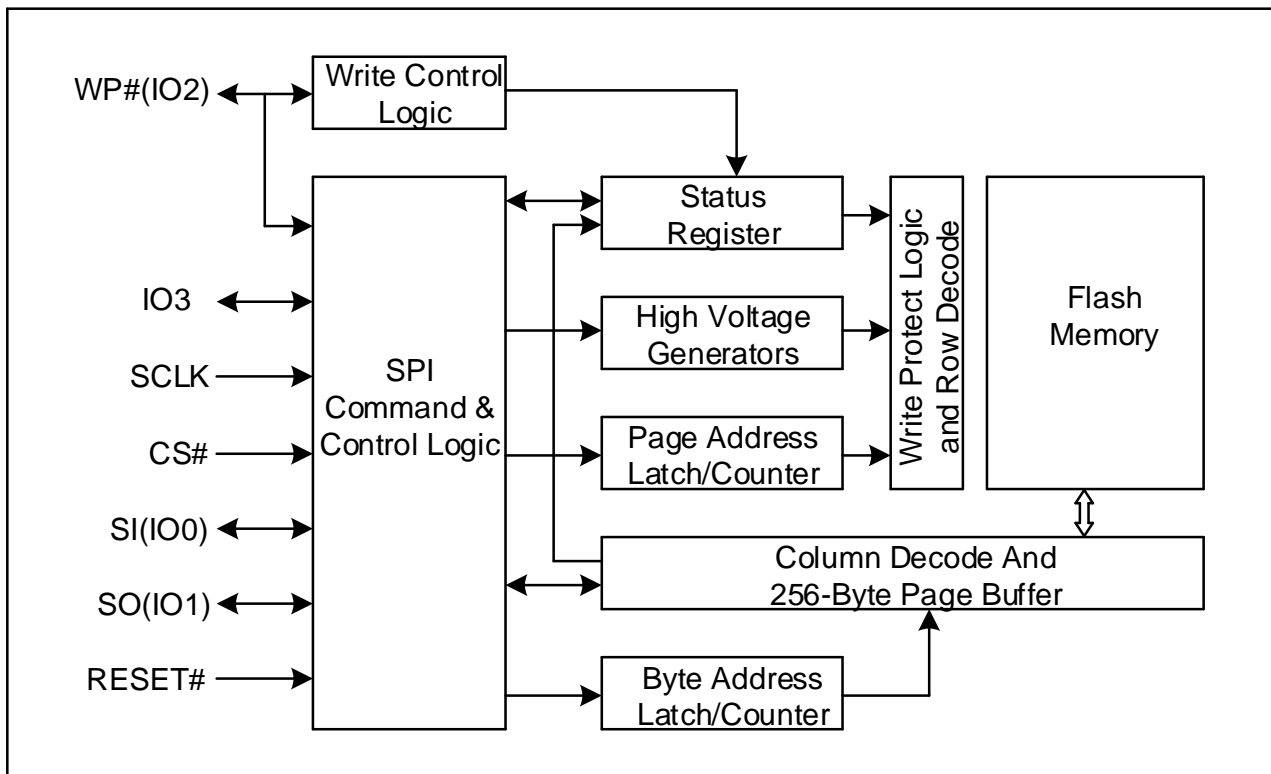 WP#(IO2)
Write Control
Logic
IO3
SCLK
CS#
SI(IO0)
SO(IO1)
RESET#
SPI
Command &
Control Logic
Status
Register
High Voltage
Generators
Page Address
Latch/Counter
Write Protect Logic
and Row Decode
Flash
Memory
Column Decode And
256-Byte Page Buffer
Byte Address
Latch/Counter